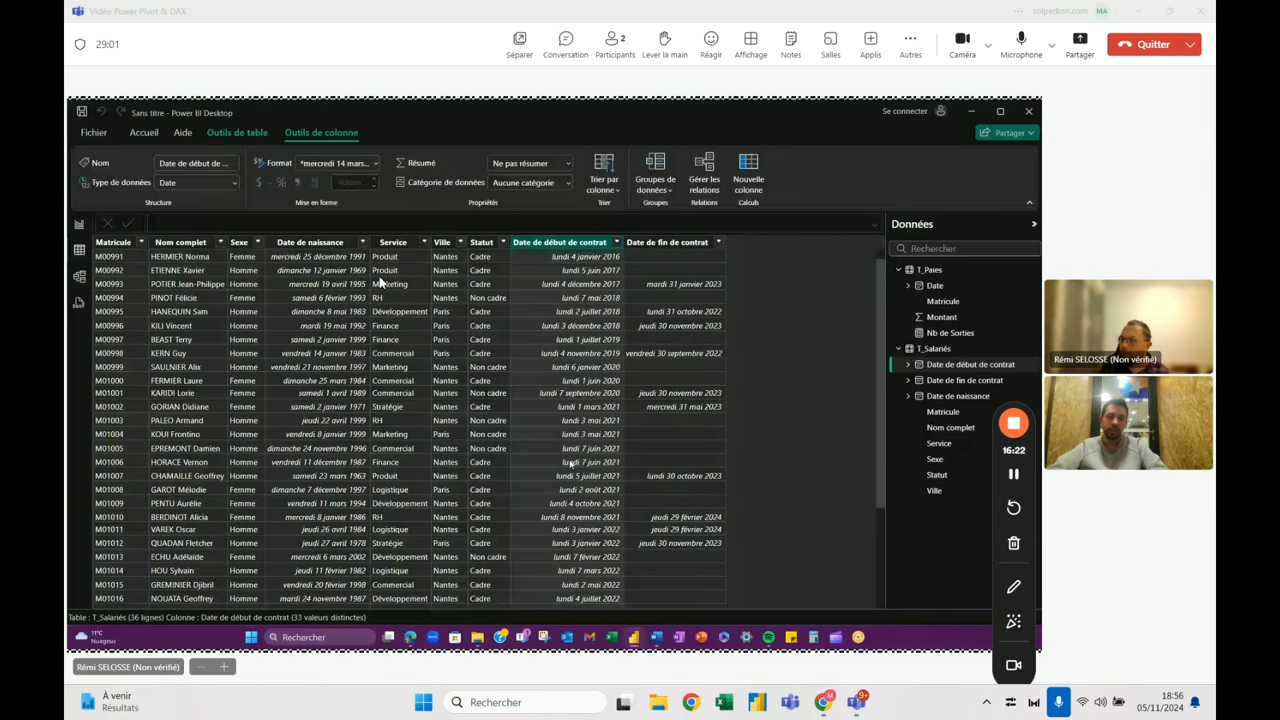 Vidéo Power Pivot & DAX
solpedinn.com MA
29:01
Séparer Conversation Participants 2 Lever la main Réagir Affichage Notes Salles Applis Autres Caméra Microphone Partager Quitter
Sans titre - Power BI Desktop
Se connecter
Fichier Accueil Aide Outils de table Outils de colonne
Partager
Nom Date de début de ...
Format *mercredi 14 mars...
Résumé Ne pas résumer
Type de données Date
$ %
Catégorie de données Aucune catégorie
Trier par colonne
Groupes de données
Gérer les relations
Nouvelle colonne
Structure Mise en forme Propriétés Trier Groupes Relations Calculs
Matricule Nom complet Sexe Date de naissance Service Ville Statut Date de début de contrat Date de fin de contrat
M00991 HERMIER Norma Femme mercredi 25 décembre 1991 Produit Nantes Cadre lundi 4 janvier 2016
M00992 ETIENNE Xavier Homme dimanche 12 janvier 1969 Produit Nantes Cadre lundi 5 juin 2017
M00993 POTIER Jean-Philippe Homme mercredi 19 avril 1995 Marketing Nantes Cadre lundi 4 décembre 2017 mardi 31 janvier 2023
M00994 PINOT Félicie Femme samedi 6 février 1993 RH Nantes Non cadre lundi 7 mai 2018
M00995 HANEQUIN Sam Homme dimanche 8 mai 1983 Développement Paris Cadre lundi 2 juillet 2018 lundi 31 octobre 2022
M00996 KILI Vincent Homme mardi 19 mai 1992 Finance Paris Cadre lundi 3 décembre 2018 jeudi 30 novembre 2023
M00997 BEAST Terry Homme samedi 2 janvier 1999 Finance Paris Cadre lundi 1 juillet 2019
M00998 KERN Guy Homme vendredi 14 janvier 1983 Commercial Paris Cadre lundi 4 novembre 2019 vendredi 30 septembre 2022
M00999 SAULNIER Alix Homme vendredi 21 novembre 1997 Marketing Nantes Non cadre lundi 6 janvier 2020
M01000 FERMIER Laure Femme dimanche 25 mars 1984 Commercial Nantes Cadre lundi 1 juin 2020
M01001 KARIDI Lorie Femme samedi 6 novembre 1989 Commercial Nantes Non cadre lundi 7 septembre 2020 jeudi 30 novembre 2023
M01002 GORIAN Didiane Femme samedi 2 janvier 1971 Stratégie Nantes Cadre lundi 1 mars 2021 mercredi 31 mai 2023
M01003 PALEO Armand Homme jeudi 22 avril 1999 RH Nantes Non cadre lundi 3 mai 2021
M01004 KOUI Frontino Homme vendredi 8 janvier 1999 Marketing Paris Non cadre lundi 3 mai 2021
M01005 EPREMONT Damien Homme dimanche 24 novembre 1996 Commercial Nantes Non cadre lundi 7 juin 2021
M01006 HORACE Vernon Homme vendredi 11 décembre 1987 Finance Nantes Cadre lundi 7 juin 2021
M01007 CHAMAILLE Geoffrey Homme samedi 23 mars 1963 Produit Nantes Cadre lundi 5 juillet 2021 lundi 30 octobre 2023
M01008 GAROT Mélodie Femme dimanche 7 décembre 1997 Logistique Paris Cadre lundi 2 août 2021
M01009 PENTU Aurélie Femme vendredi 11 mars 1994 Développement Nantes Cadre lundi 4 octobre 2021
M01010 BERDINOT Alicia Femme mercredi 8 janvier 1986 RH Nantes Cadre lundi 8 novembre 2021 jeudi 29 février 2024
M01011 VAREK Oscar Homme jeudi 26 avril 1984 Logistique Nantes Cadre lundi 3 janvier 2022 jeudi 29 février 2024
M01012 QUADAN Fletcher Homme jeudi 27 avril 1978 Stratégie Paris Cadre lundi 3 janvier 2022 jeudi 30 novembre 2023
M01013 ECHU Adélaïde Femme mercredi 6 mars 2002 Développement Nantes Non cadre lundi 7 février 2022
M01014 HOU Sylvain Homme jeudi 11 février 1982 Logistique Nantes Cadre lundi 7 mars 2022
M01015 GREMINIER Djibril Homme vendredi 20 février 1998 Commercial Nantes Cadre lundi 2 mai 2022
M01016 NOUATA Geoffrey Homme mardi 24 novembre 1987 Développement Nantes Cadre lundi 4 juillet 2022
Table : T_Salariés (36 lignes) Colonne : Date de début de contrat (33 valeurs distinctes)
Données
Rechercher
T_Paies
Date
Matricule
Montant
Nb de Sorties
T_Salariés
Date de début de contrat
Date de fin de contrat
Date de naissance
Matricule
Nom complet
Service
Sexe
Statut
Ville
16:22
Rémi SELOSSE (Non vérifié)
11°C
Nuageux
Rechercher
Rémi SELOSSE (Non vérifié)
À venir
Résultats
Rechercher
9+
18:56
05/11/2024